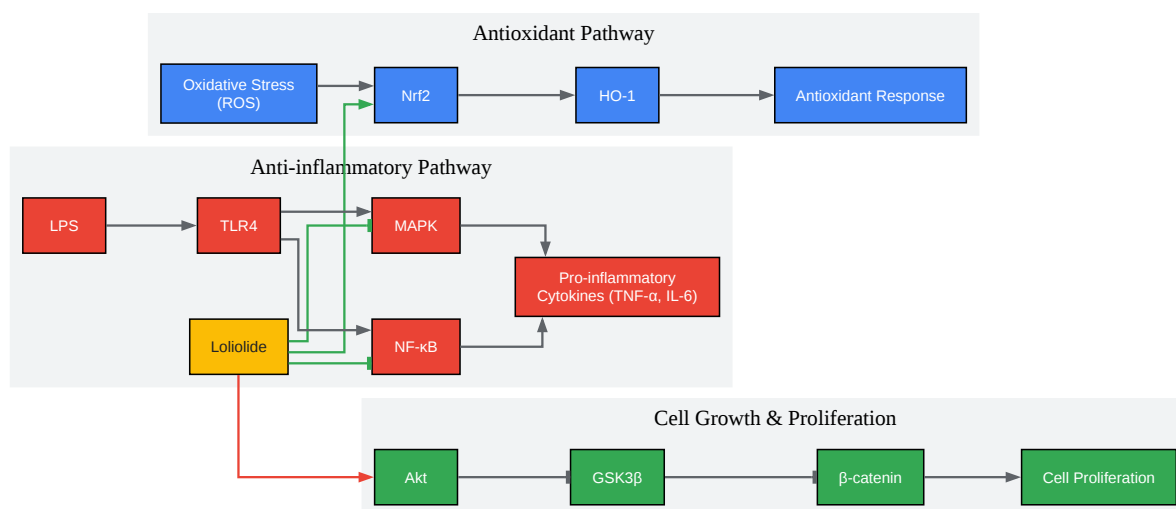 Antioxidant Pathway
Oxidative Stress
(ROS)
Nrf2
HO-1
Antioxidant Response
Anti-inflammatory Pathway
LPS
TLR4
MAPK
Pro-inflammatory
Cytokines (TNF-α, IL-6)
Loliolide
NF-κB
Cell Growth & Proliferation
Akt
GSK3β
β-catenin
Cell Proliferation